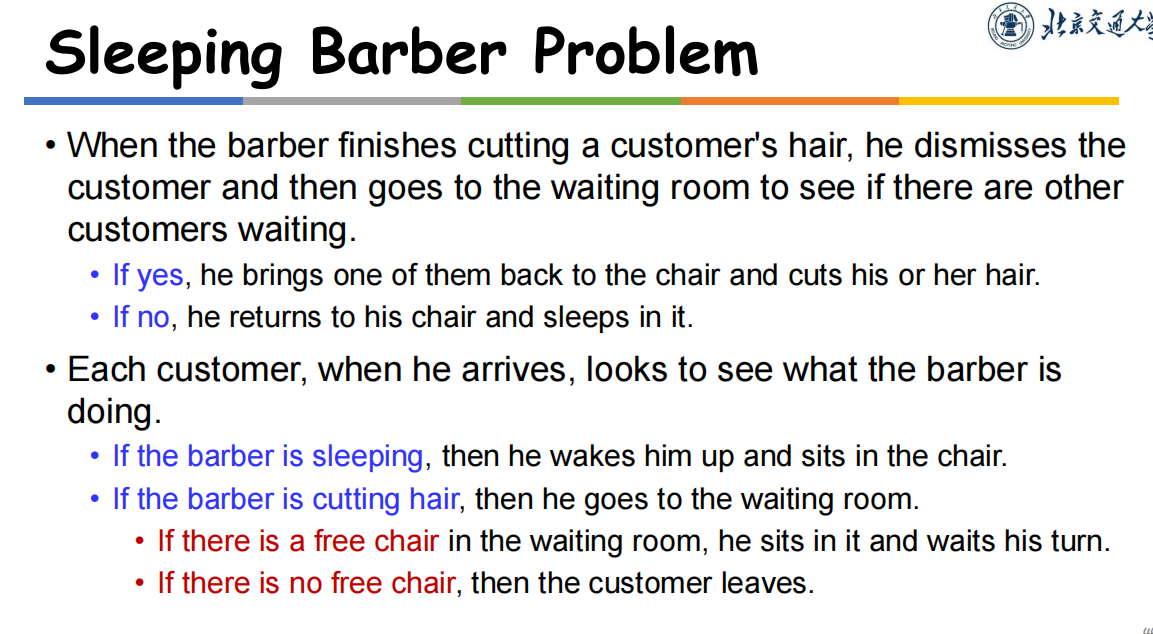 Sleeping Barber Problem
北京交通大学
• When the barber finishes cutting a customer's hair, he dismisses the
customer and then goes to the waiting room to see if there are other
customers waiting.
• If yes, he brings one of them back to the chair and cuts his or her hair.
• If no, he returns to his chair and sleeps in it.
• Each customer, when he arrives, looks to see what the barber is
doing.
• If the barber is sleeping, then he wakes him up and sits in the chair.
• If the barber is cutting hair, then he goes to the waiting room.
• If there is a free chair in the waiting room, he sits in it and waits his turn.
• If there is no free chair, then the customer leaves.